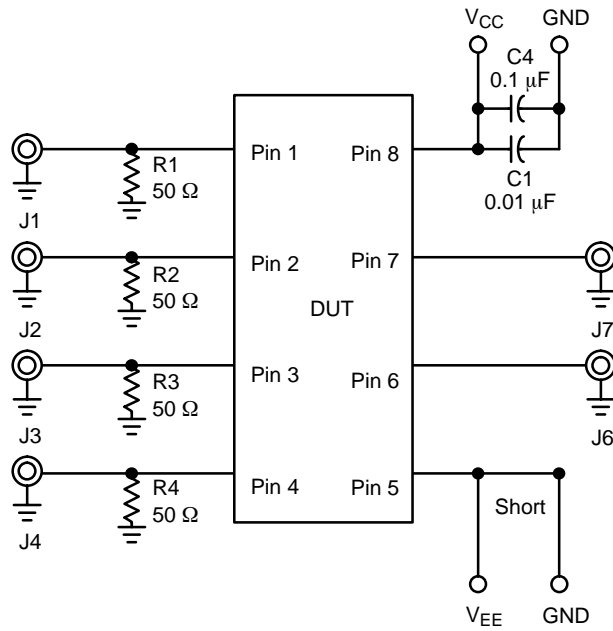 V_CC GND
C4
0.1 μF
C1
0.01 μF
Pin 1 Pin 8
R1
50 Ω
J1
Pin 2 Pin 7
R2
50 Ω
J2
DUT
J7
Pin 3 Pin 6
R3
50 Ω
J3
J6
Pin 4 Pin 5
R4
50 Ω
J4
Short
V_EE GND